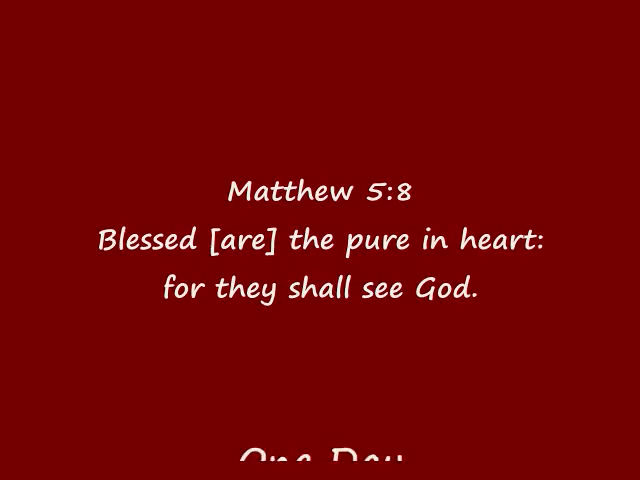 Matthew 5:8
Blessed [are] the pure in heart:
for they shall see God.
One Day